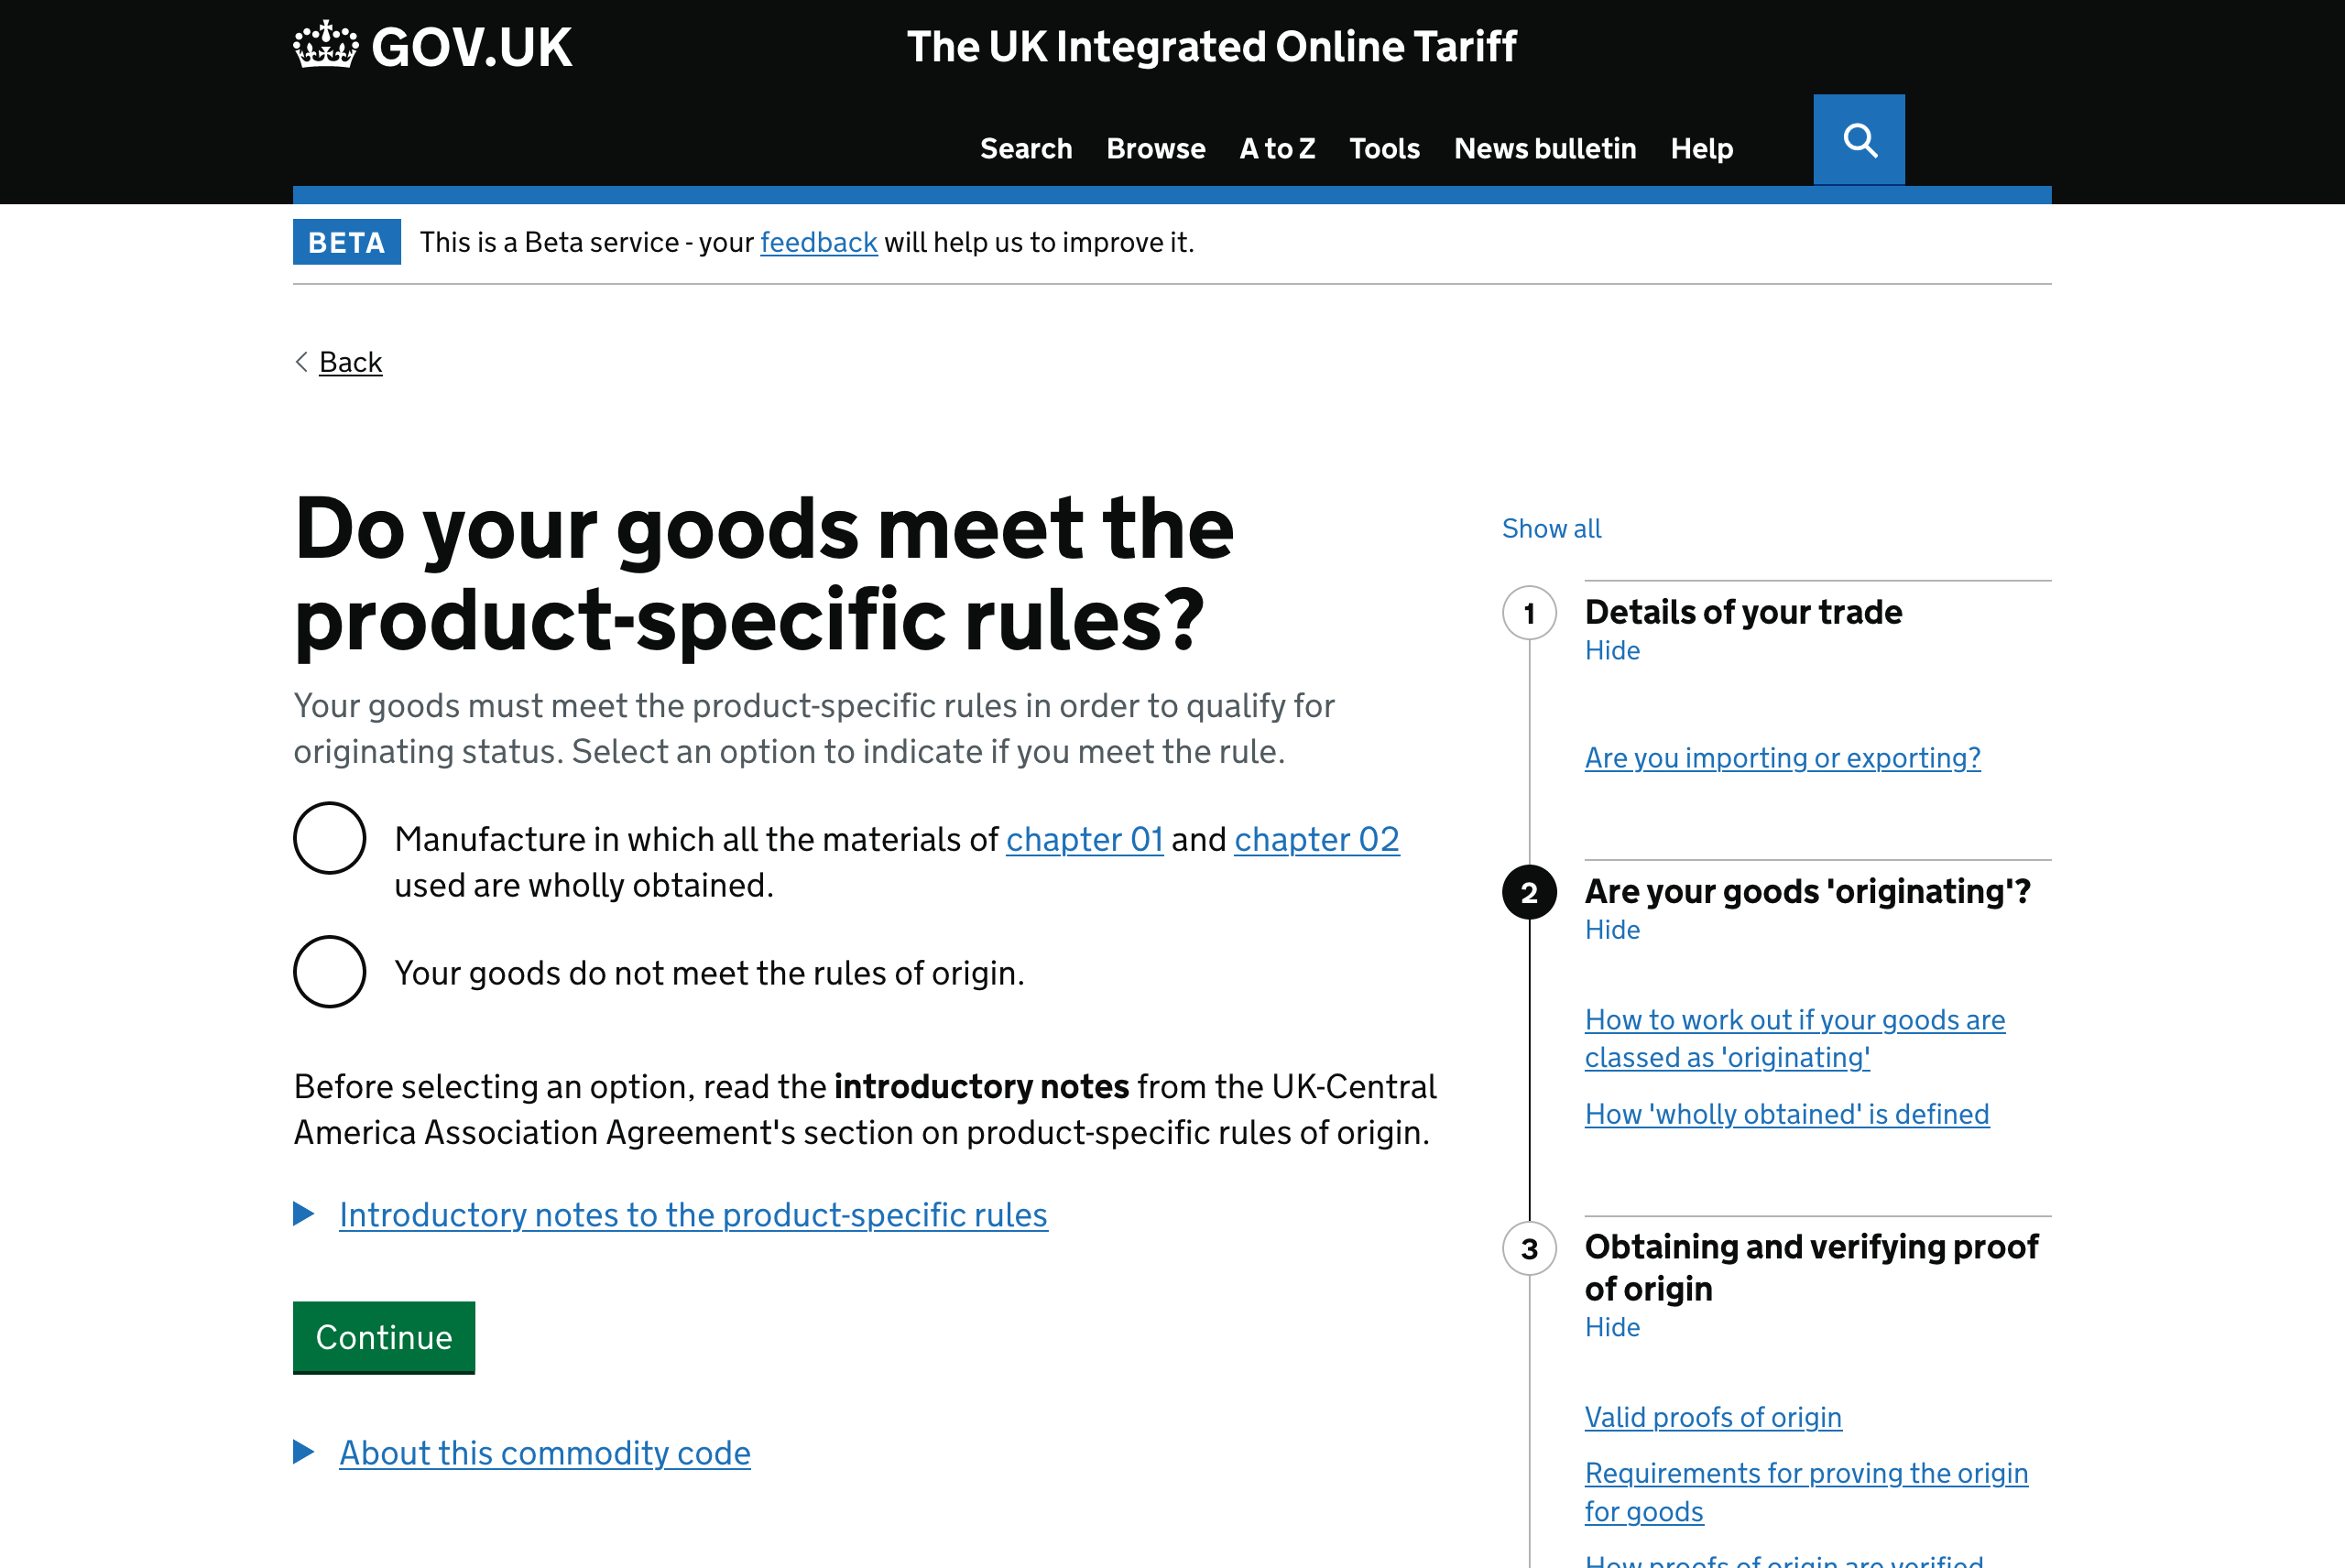 GOV.UK
The UK Integrated Online Tariff
Search Browse A to Z Tools News bulletin Help
BETA This is a Beta service - your feedback will help us to improve it.
Back
Do your goods meet the
product-specific rules?
Your goods must meet the product-specific rules in order to qualify for
originating status. Select an option to indicate if you meet the rule.
Manufacture in which all the materials of chapter 01 and chapter 02
used are wholly obtained.
Your goods do not meet the rules of origin.
Before selecting an option, read the introductory notes from the UK-Central
America Association Agreement's section on product-specific rules of origin.
Introductory notes to the product-specific rules
Continue
About this commodity code
Show all
1 Details of your trade
Hide
Are you importing or exporting?
2 Are your goods 'originating'?
Hide
How to work out if your goods are
classed as 'originating'
How 'wholly obtained' is defined
3 Obtaining and verifying proof
of origin
Hide
Valid proofs of origin
Requirements for proving the origin
for goods
How proofs of origin are verified